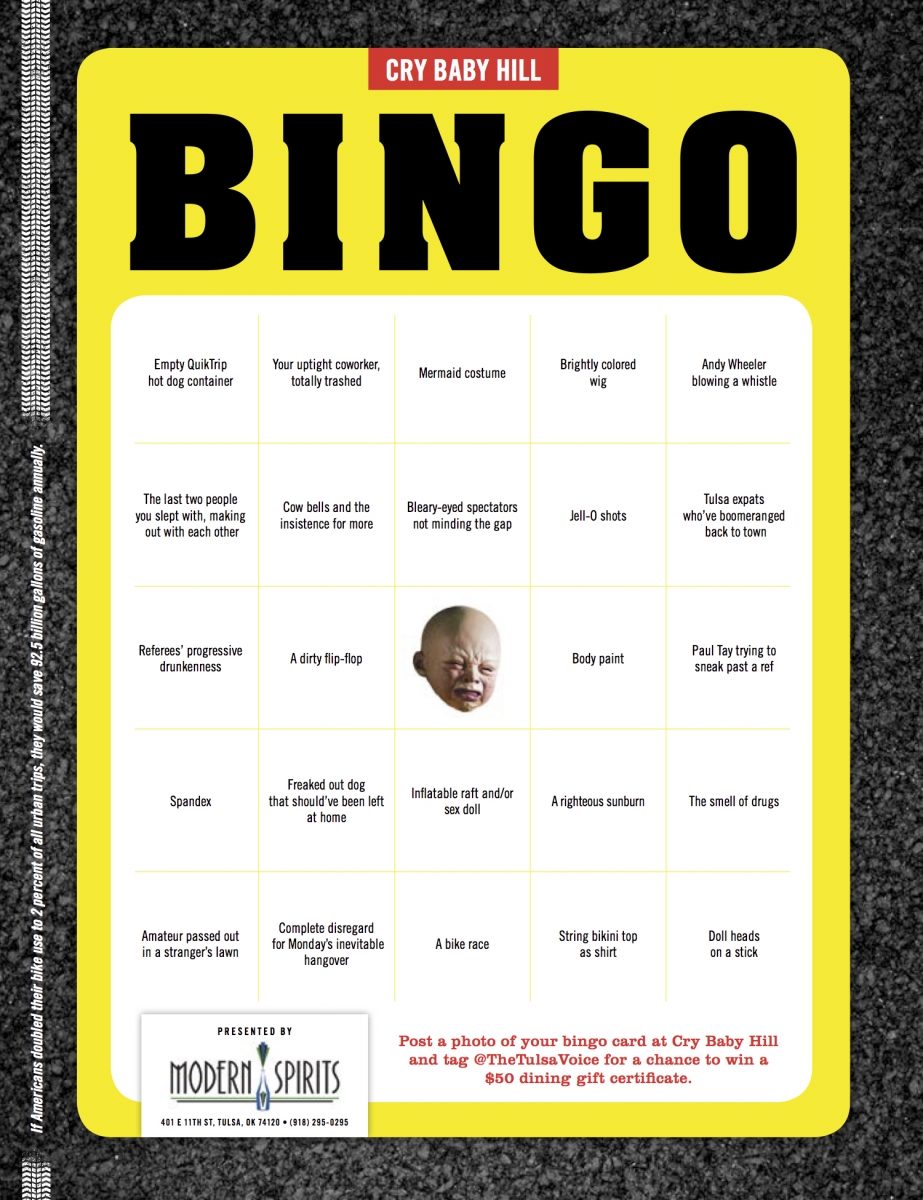 CRY BABY HILL
BINGO
Empty QuikTrip
hot dog container
Your uptight coworker,
totally trashed
Mermaid costume
Brightly colored
wig
Andy Wheeler
blowing a whistle
The last two people
you slept with, making
out with each other
Cow bells and the
insistence for more
Bleary-eyed spectators
not minding the gap
Jell-O shots
Tulsa expats
who've boomeranged
back to town
Referees' progressive
drunkenness
A dirty flip-flop
Body paint
Paul Tay trying to
sneak past a ref
Spandex
Freaked out dog
that should've been left
at home
Inflatable raft and/or
sex doll
A righteous sunburn
The smell of drugs
Amateur passed out
in a stranger's lawn
Complete disregard
for Monday's inevitable
hangover
A bike race
String bikini top
as shirt
Doll heads
on a stick
PRESENTED BY
MODERN SPIRITS
401 E 11TH ST, TULSA, OK 74120 • (918) 295-0295
Post a photo of your bingo card at Cry Baby Hill
and tag @TheTulsaVoice for a chance to win a
$50 dining gift certificate.
If Americans doubled their bike use to 2 percent of all urban trips, they would save 92.5 billion gallons of gasoline annually.